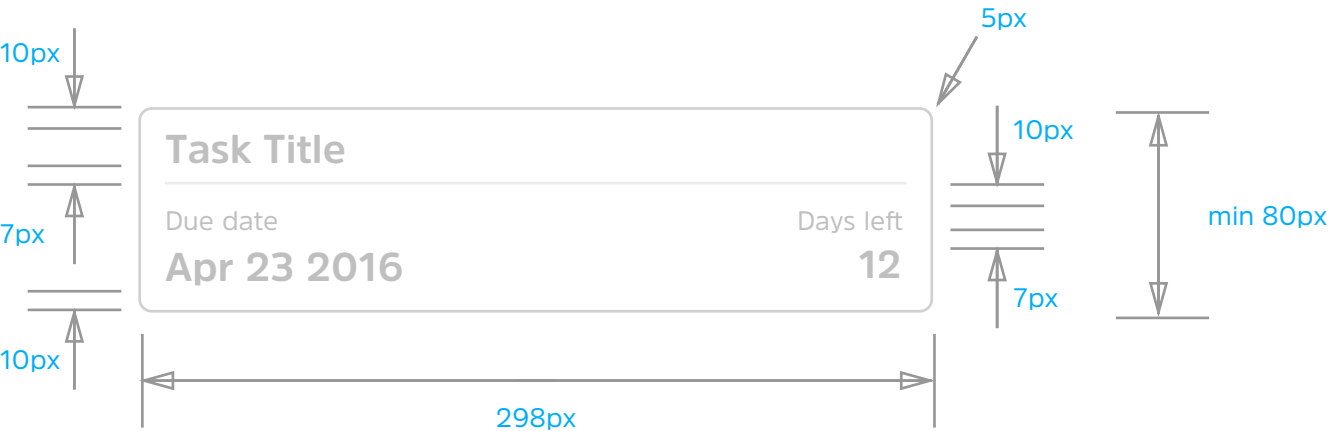 5px
10px
10px
Task Title
min 80px
7px
Due date
Days left
Apr 23 2016
12
7px
10px
298px